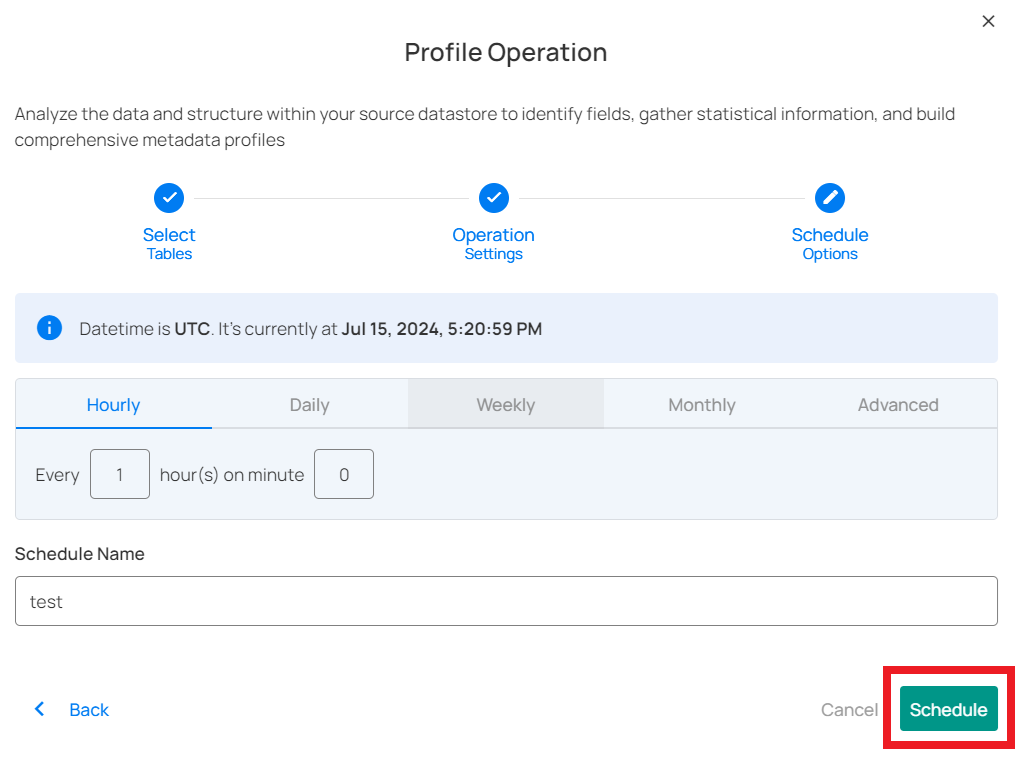 Profile Operation
Analyze the data and structure within your source datastore to identify fields, gather statistical information, and build
comprehensive metadata profiles
Select Operation Schedule
Tables Settings Options
Datetime is UTC. It's currently at Jul 15, 2024, 5:20:59 PM
Hourly Daily Weekly Monthly Advanced
Every 1 hour(s) on minute 0
Schedule Name
test
Back Cancel Schedule